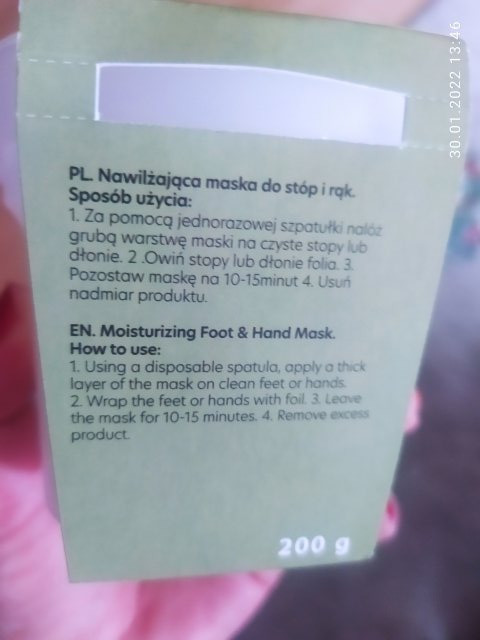 30.01.2022 13:46
PL. Nawilżająca maska do stóp i rąk.
Sposób użycia:
1. Za pomocą jednorazowej szpatułki nałóż
grubą warstwę maski na czyste stopy lub
dłonie. 2 .Owiń stopy lub dłonie folia. 3.
Pozostaw maskę na 10-15minut 4. Usuń
nadmiar produktu.
EN. Moisturizing Foot & Hand Mask.
How to use:
1. Using a disposable spatula, apply a thick
layer of the mask on clean feet or hands.
2. Wrap the feet or hands with foil. 3. Leave
the mask for 10-15 minutes. 4. Remove excess
product.
200 g